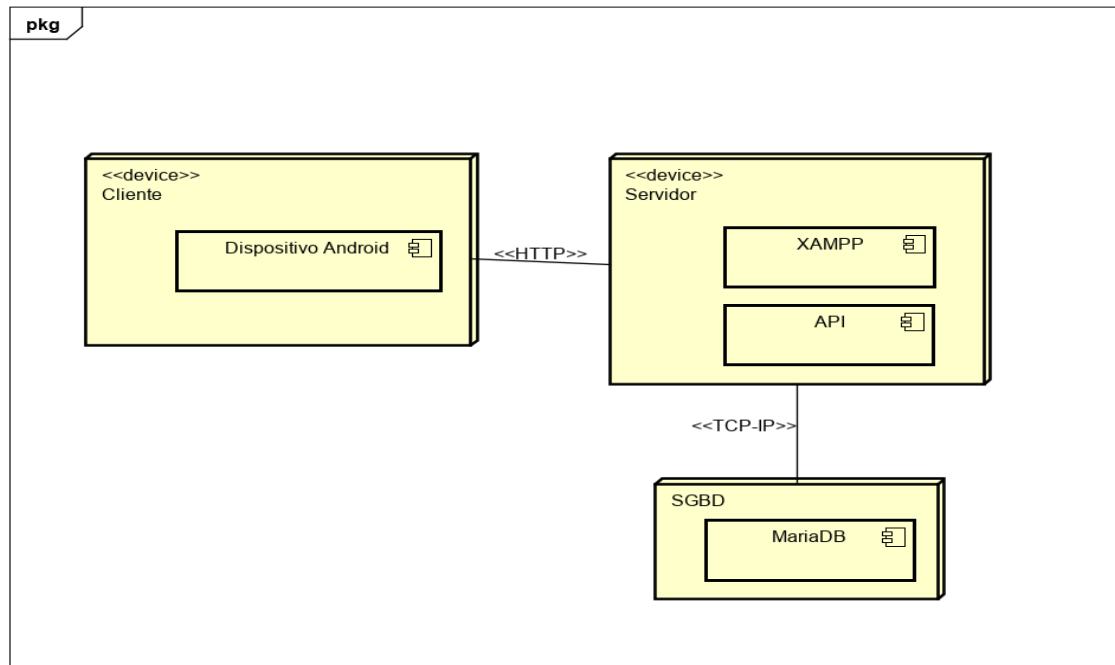 pkg
<<device>>
Cliente
Dispositivo Android
<<HTTP>>
<<device>>
Servidor
XAMPP
API
<<TCP-IP>>
SGBD
MariaDB